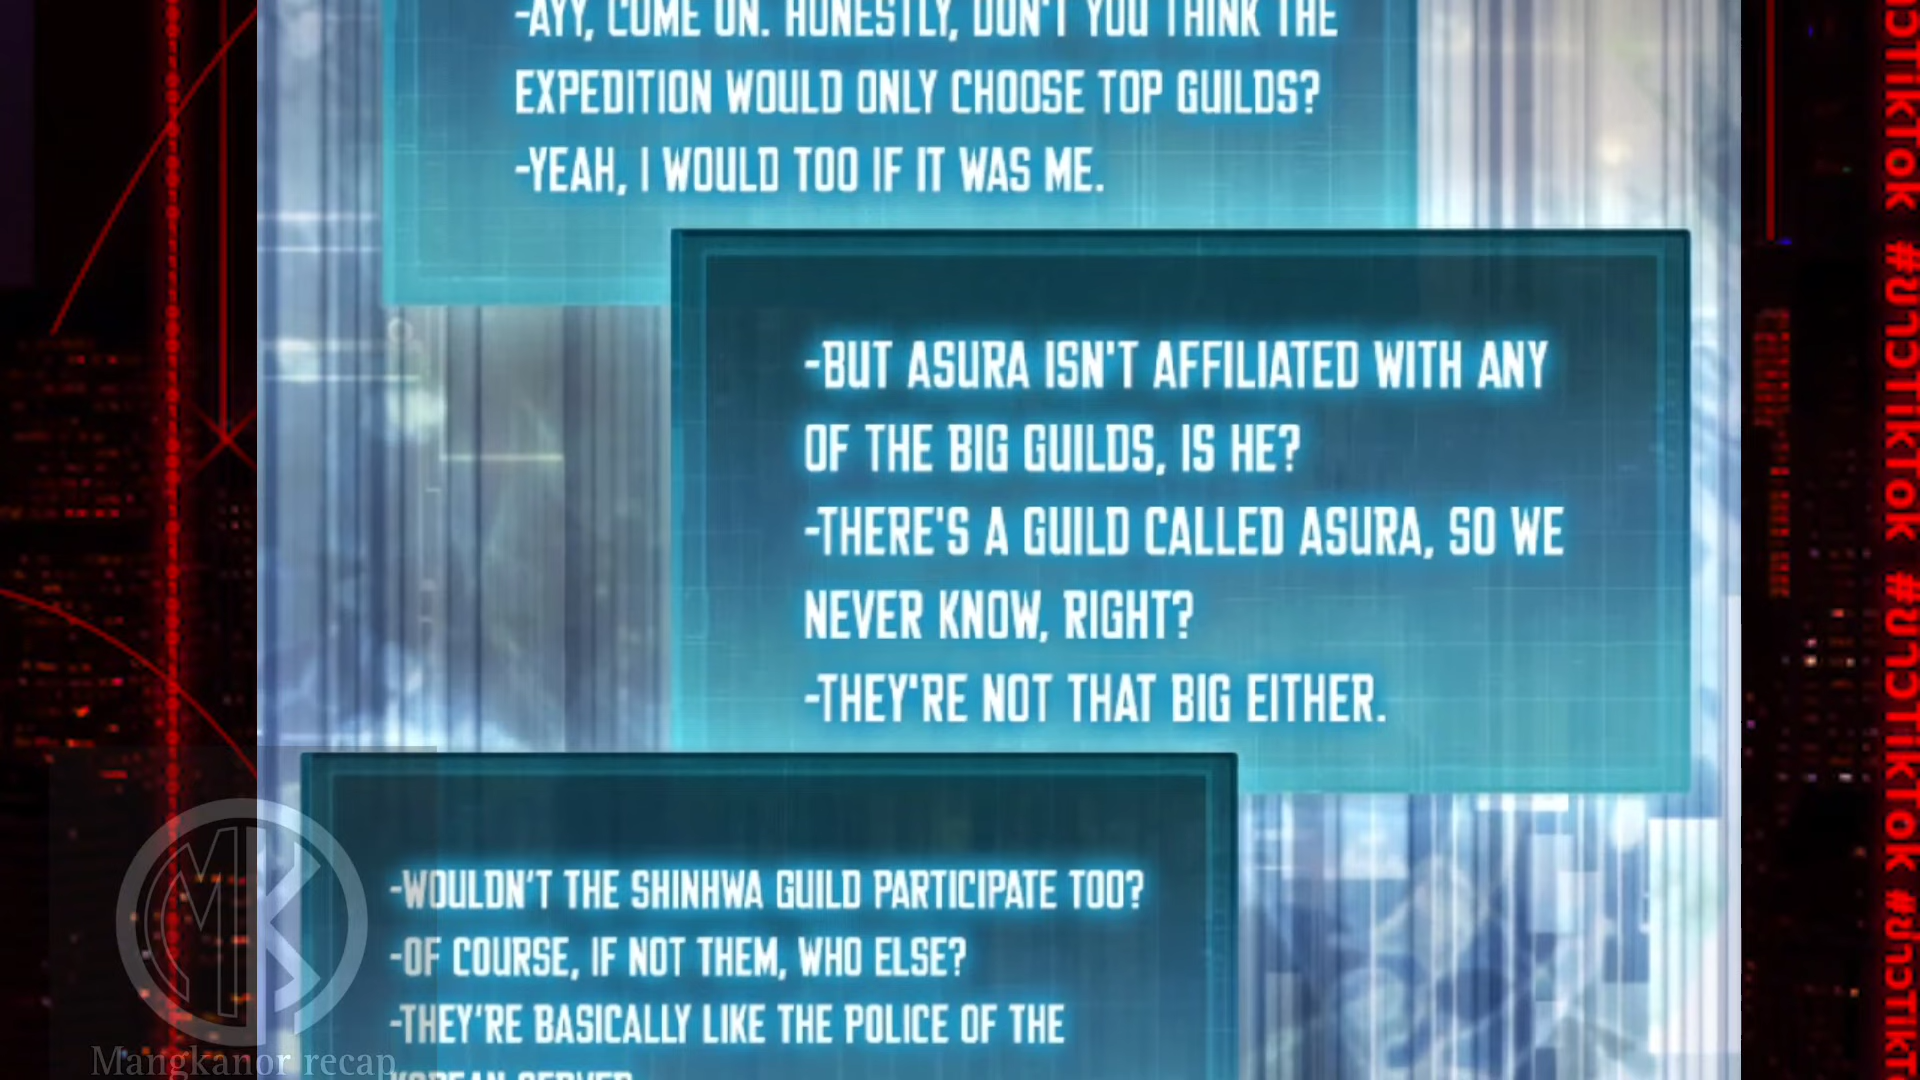 -AYY, COME ON. HONESTLY, DON'T YOU THINK THE
EXPEDITION WOULD ONLY CHOOSE TOP GUILDS?
-YEAH, I WOULD TOO IF IT WAS ME.
-BUT ASURA ISN'T AFFILIATED WITH ANY
OF THE BIG GUILDS, IS HE?
-THERE'S A GUILD CALLED ASURA, SO WE
NEVER KNOW, RIGHT?
-THEY'RE NOT THAT BIG EITHER.
-WOULDN'T THE SHINHWA GUILD PARTICIPATE TOO?
-OF COURSE, IF NOT THEM, WHO ELSE?
-THEY'RE BASICALLY LIKE THE POLICE OF THE
KOREAN SERVER.
MK
Mangkanor recap